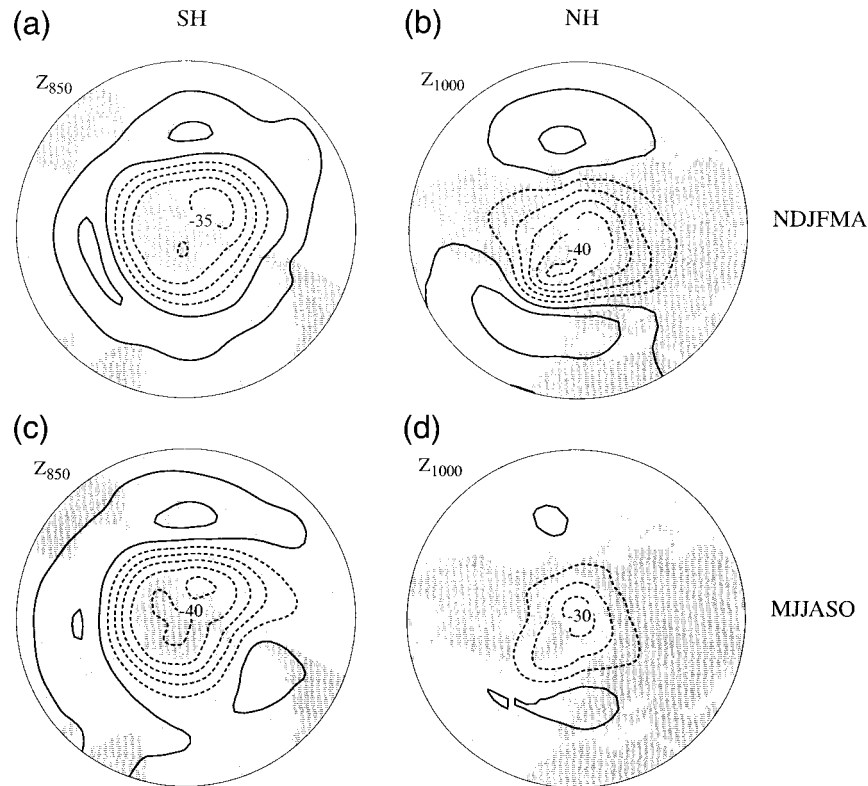 (a) SH (b) NH
Z850 Z1000
-35
-40
NDJFMA
(c) (d)
Z850 Z1000
-40
-30
MJJASO